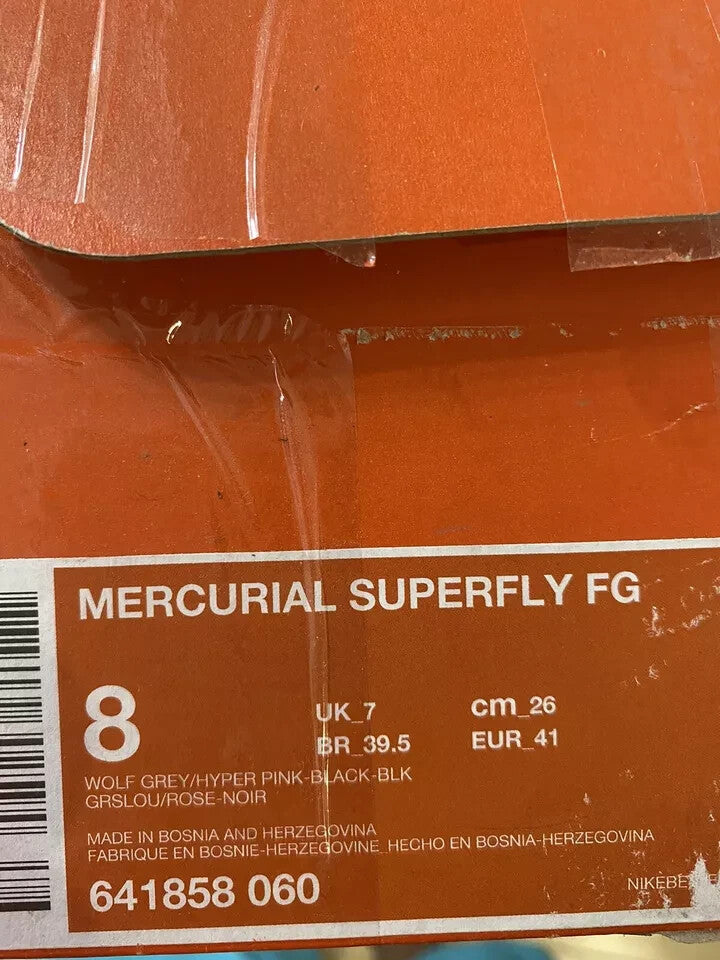 MERCURIAL SUPERFLY FG
8
UK_7 cm_26
BR_39.5 EUR_41
WOLF GREY/HYPER PINK-BLACK-BLK
GRSLOU/ROSE-NOIR
MADE IN BOSNIA AND HERZEGOVINA
FABRIQUE EN BOSNIE-HERZEGOVINE HECHO EN BOSNIA-HERZEGOVINA
641858 060